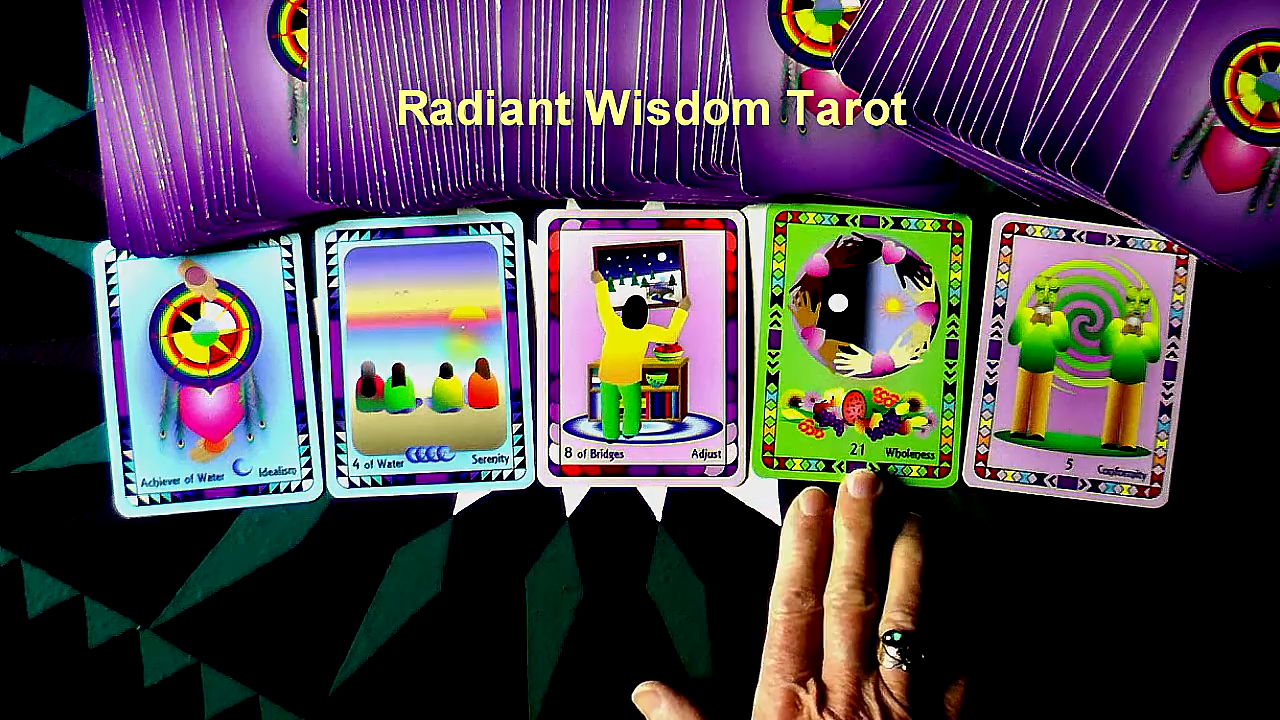 Radiant Wisdom Tarot
Achiever of Water Idealism
4 of Water Serenity
8 of Bridges Adjust
21 Wholeness
5 Conformity